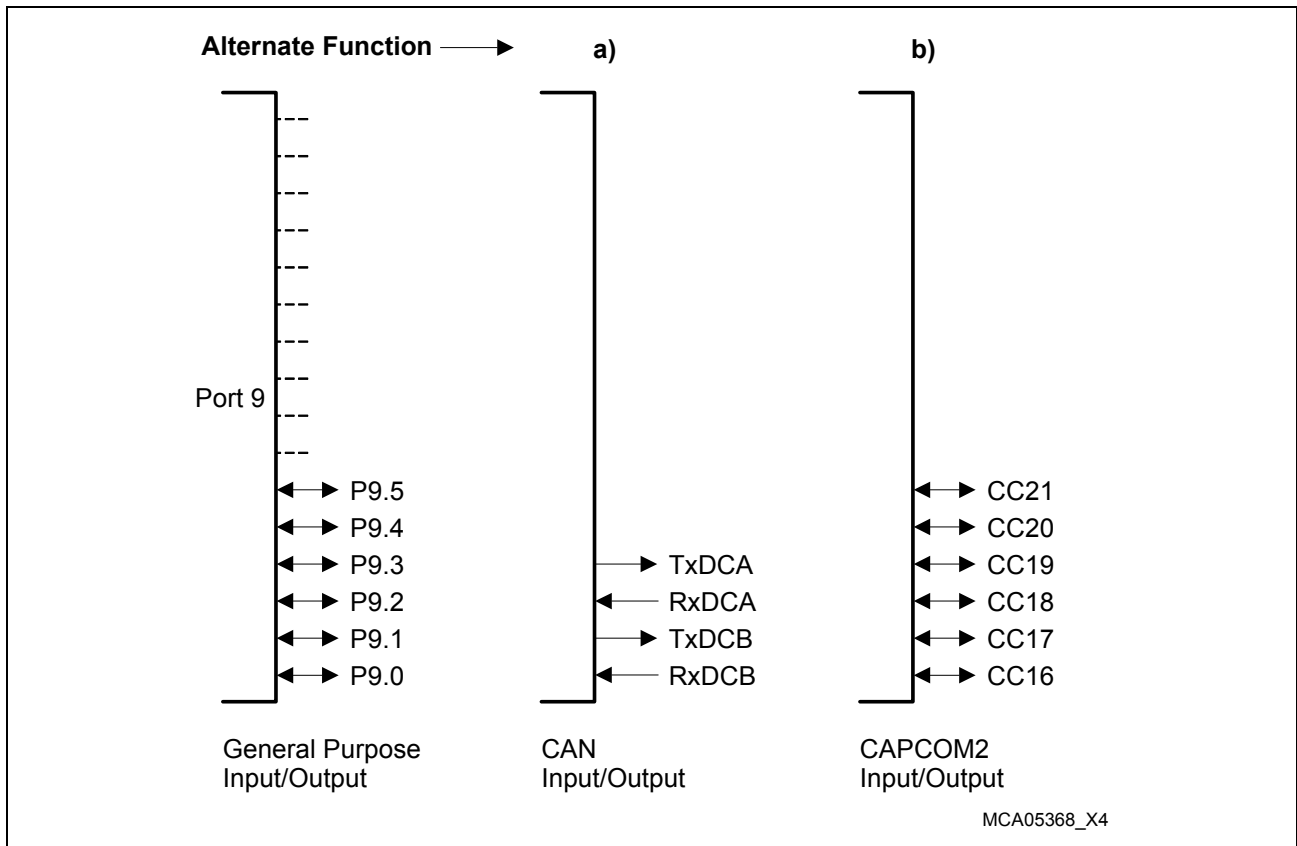 Alternate Function a) b)
Port 9
P9.5 CC21
P9.4 CC20
P9.3 TxDCA CC19
P9.2 RxDCA CC18
P9.1 TxDCB CC17
P9.0 RxDCB CC16
General Purpose CAN CAPCOM2
Input/Output Input/Output Input/Output
MCA05368_X4